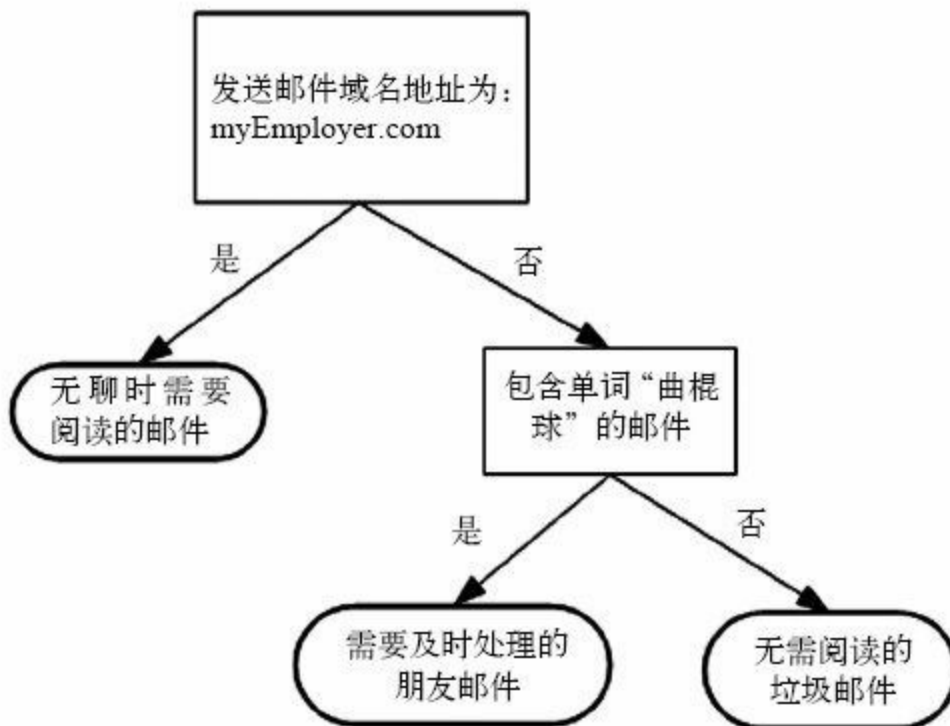 发送邮件域名地址为：
myEmployer.com
是
否
无聊时需要
阅读的邮件
包含单词“曲棍
球”的邮件
是
否
需要及时处理的
朋友邮件
无需阅读的
垃圾邮件